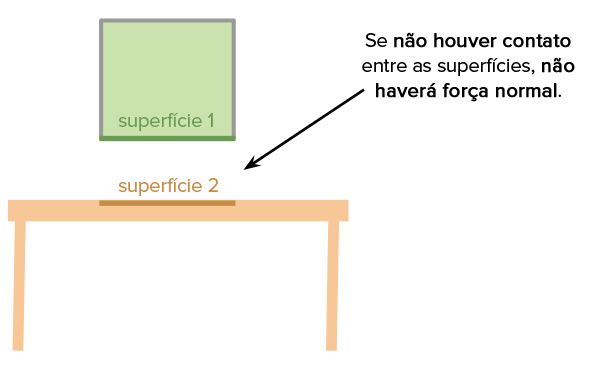 Se não houver contato
entre as superfícies, não
haverá força normal.
superfície 1
superfície 2